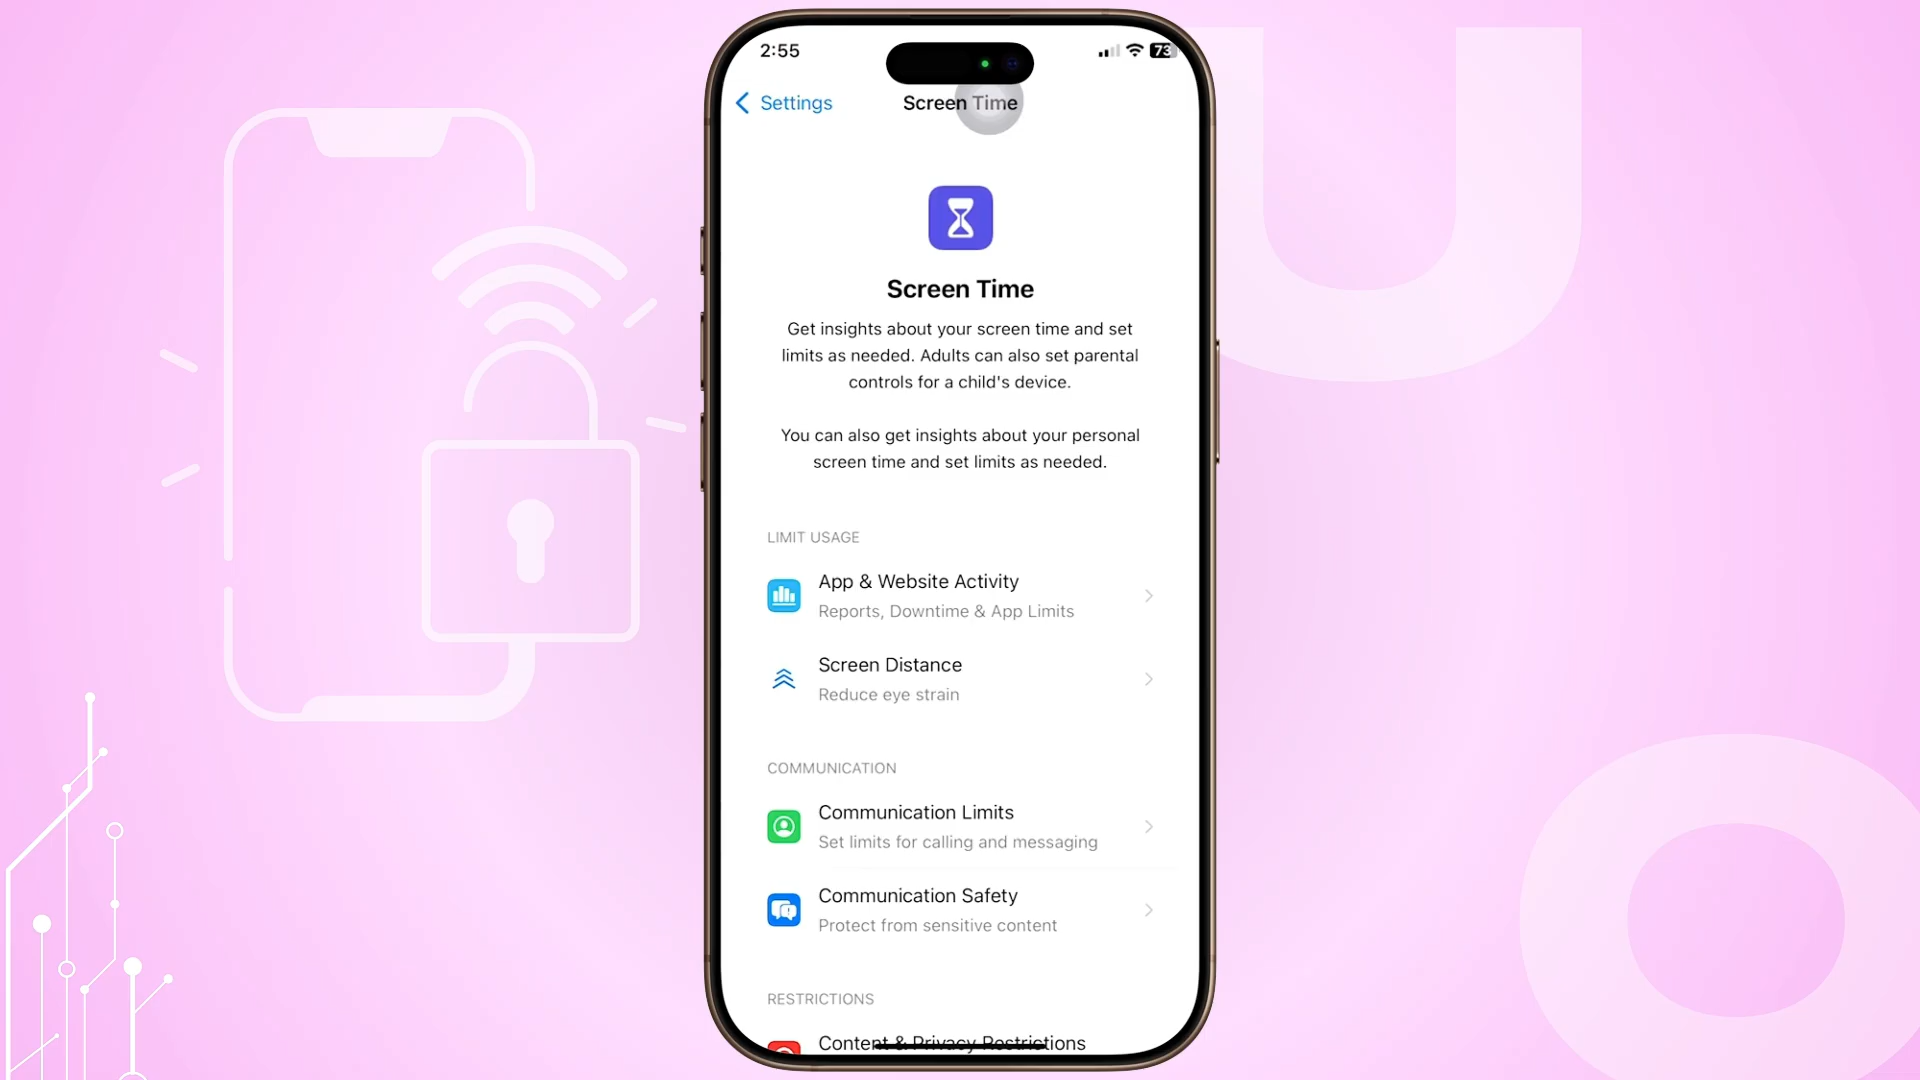 2:55
73
Settings
Screen Time
Screen Time
Get insights about your screen time and set
limits as needed. Adults can also set parental
controls for a child's device.
You can also get insights about your personal
screen time and set limits as needed.
LIMIT USAGE
App & Website Activity
Reports, Downtime & App Limits
Screen Distance
Reduce eye strain
COMMUNICATION
Communication Limits
Set limits for calling and messaging
Communication Safety
Protect from sensitive content
RESTRICTIONS
Content & Privacy Restrictions
U
O